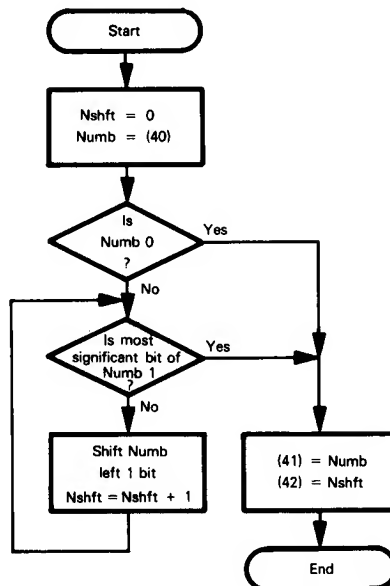 Start
Nshft = 0
Numb = (40)
Is
Numb 0
?
Yes
No
Is most
significant bit of
Numb 1
?
Yes
No
Shift Numb
left 1 bit
Nshft = Nshft + 1
(41) = Numb
(42) = Nshft
End